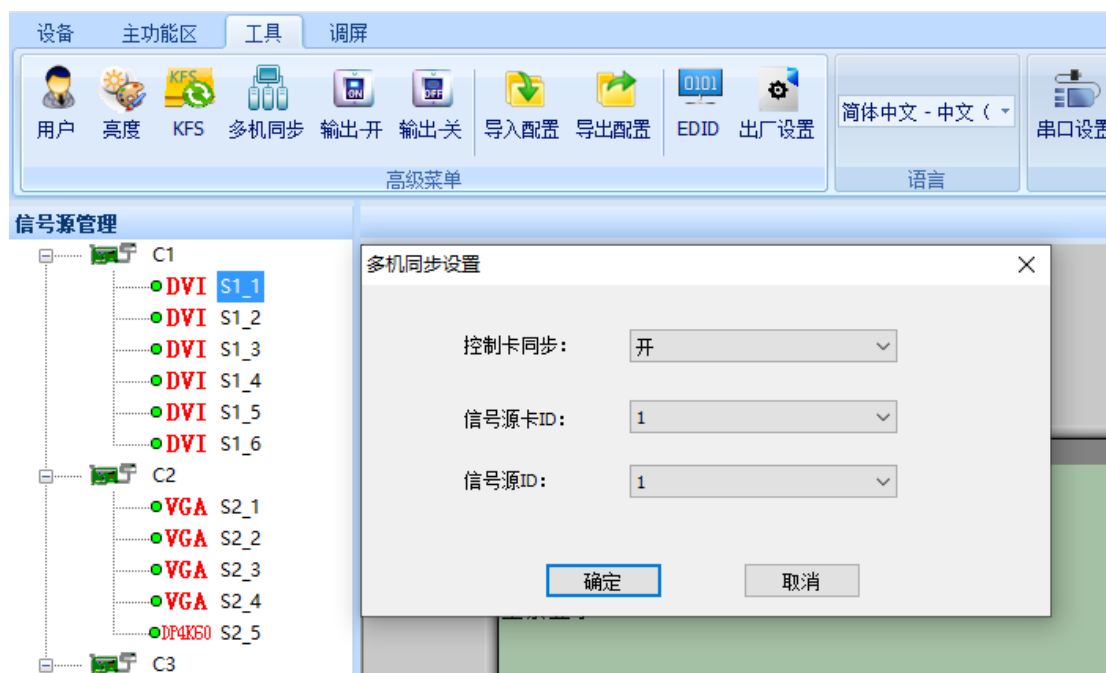 设备 主功能区 工具 调屏
KFS 0101
ON OFF
用户 亮度 KFS 多机同步 输出-开 输出-关 导入配置 导出配置 EDID 出厂设置 简体中文 - 中文 ( 串口设置
高级菜单 语言
信号源管理
C1
DVI S1_1
DVI S1_2
DVI S1_3
DVI S1_4
DVI S1_5
DVI S1_6
C2
VGA S2_1
VGA S2_2
VGA S2_3
VGA S2_4
DP4K60 S2_5
C3
多机同步设置
控制卡同步： 开
信号源卡ID： 1
信号源ID： 1
确定 取消